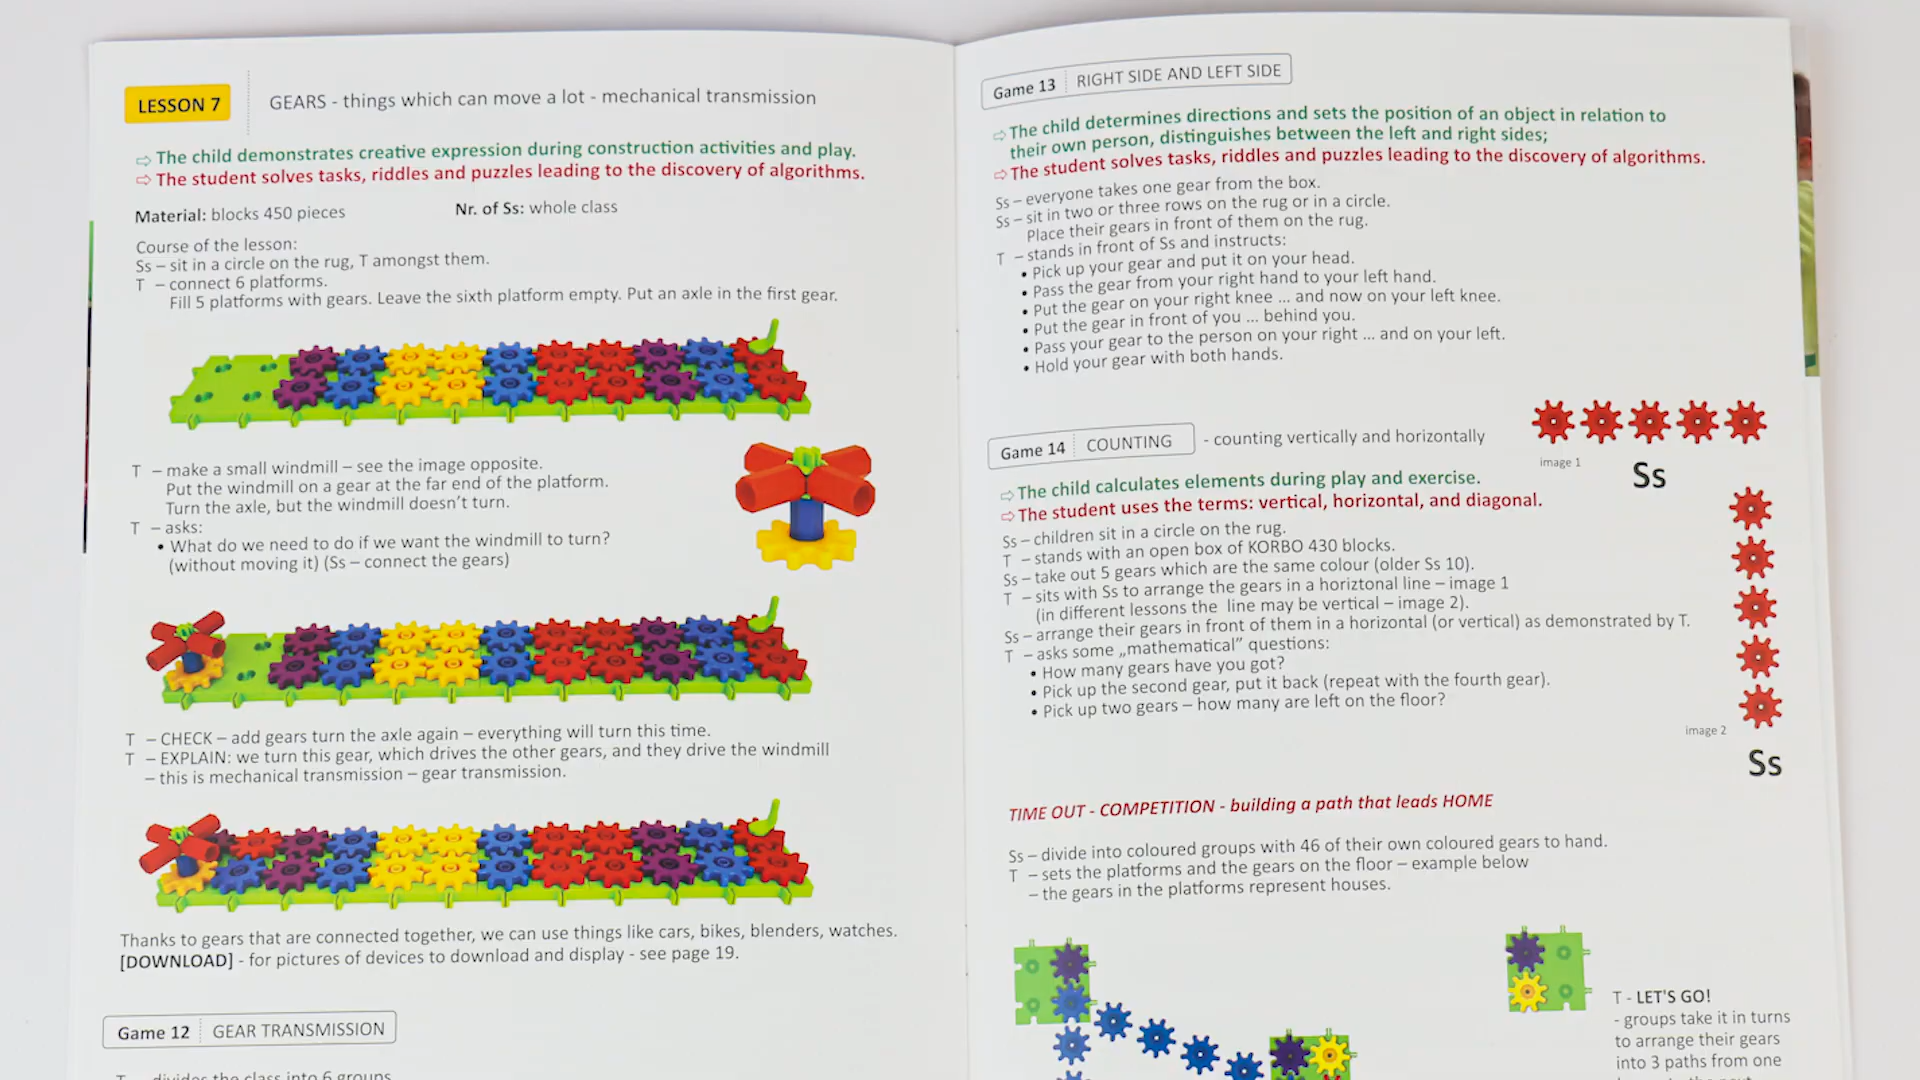 LESSON 7
GEARS - things which can move a lot - mechanical transmission
⇨ The child demonstrates creative expression during construction activities and play.
⇨ The student solves tasks, riddles and puzzles leading to the discovery of algorithms.
Material: blocks 450 pieces
Nr. of Ss: whole class
Course of the lesson:
Ss – sit in a circle on the rug, T amongst them.
T – connect 6 platforms.
Fill 5 platforms with gears. Leave the sixth platform empty. Put an axle in the first gear.
T – make a small windmill – see the image opposite.
Put the windmill on a gear at the far end of the platform.
Turn the axle, but the windmill doesn't turn.
T – asks:
• What do we need to do if we want the windmill to turn?
(without moving it) (Ss – connect the gears)
T – CHECK – add gears turn the axle again – everything will turn this time.
T – EXPLAIN: we turn this gear, which drives the other gears, and they drive the windmill
– this is mechanical transmission – gear transmission.
Thanks to gears that are connected together, we can use things like cars, bikes, blenders, watches.
[DOWNLOAD] - for pictures of devices to download and display - see page 19.
Game 12 GEAR TRANSMISSION
T – divides the class into 6 groups
Game 13 RIGHT SIDE AND LEFT SIDE
⇨ The child determines directions and sets the position of an object in relation to
their own person, distinguishes between the left and right sides;
⇨ The student solves tasks, riddles and puzzles leading to the discovery of algorithms.
Ss – everyone takes one gear from the box.
Ss – sit in two or three rows on the rug or in a circle.
Place their gears in front of them on the rug.
T – stands in front of Ss and instructs:
• Pick up your gear and put it on your head.
• Pass the gear from your right hand to your left hand.
• Put the gear on your right knee ... and now on your left knee.
• Put the gear in front of you ... behind you.
• Pass your gear to the person on your right ... and on your left.
• Hold your gear with both hands.
Game 14 COUNTING - counting vertically and horizontally
image 1
Ss
⇨ The child calculates elements during play and exercise.
⇨ The student uses the terms: vertical, horizontal, and diagonal.
Ss – children sit in a circle on the rug.
T – stands with an open box of KORBO 430 blocks.
Ss – take out 5 gears which are the same colour (older Ss 10).
T – sits with Ss to arrange the gears in a horiztonal line – image 1
(in different lessons the line may be vertical – image 2).
Ss – arrange their gears in front of them in a horizontal (or vertical) as demonstrated by T.
T – asks some „mathematical" questions:
• How many gears have you got?
• Pick up the second gear, put it back (repeat with the fourth gear).
• Pick up two gears – how many are left on the floor?
image 2
Ss
TIME OUT - COMPETITION - building a path that leads HOME
Ss – divide into coloured groups with 46 of their own coloured gears to hand.
T – sets the platforms and the gears on the floor – example below
– the gears in the platforms represent houses.
T - LET'S GO!
- groups take it in turns
to arrange their gears
into 3 paths from one